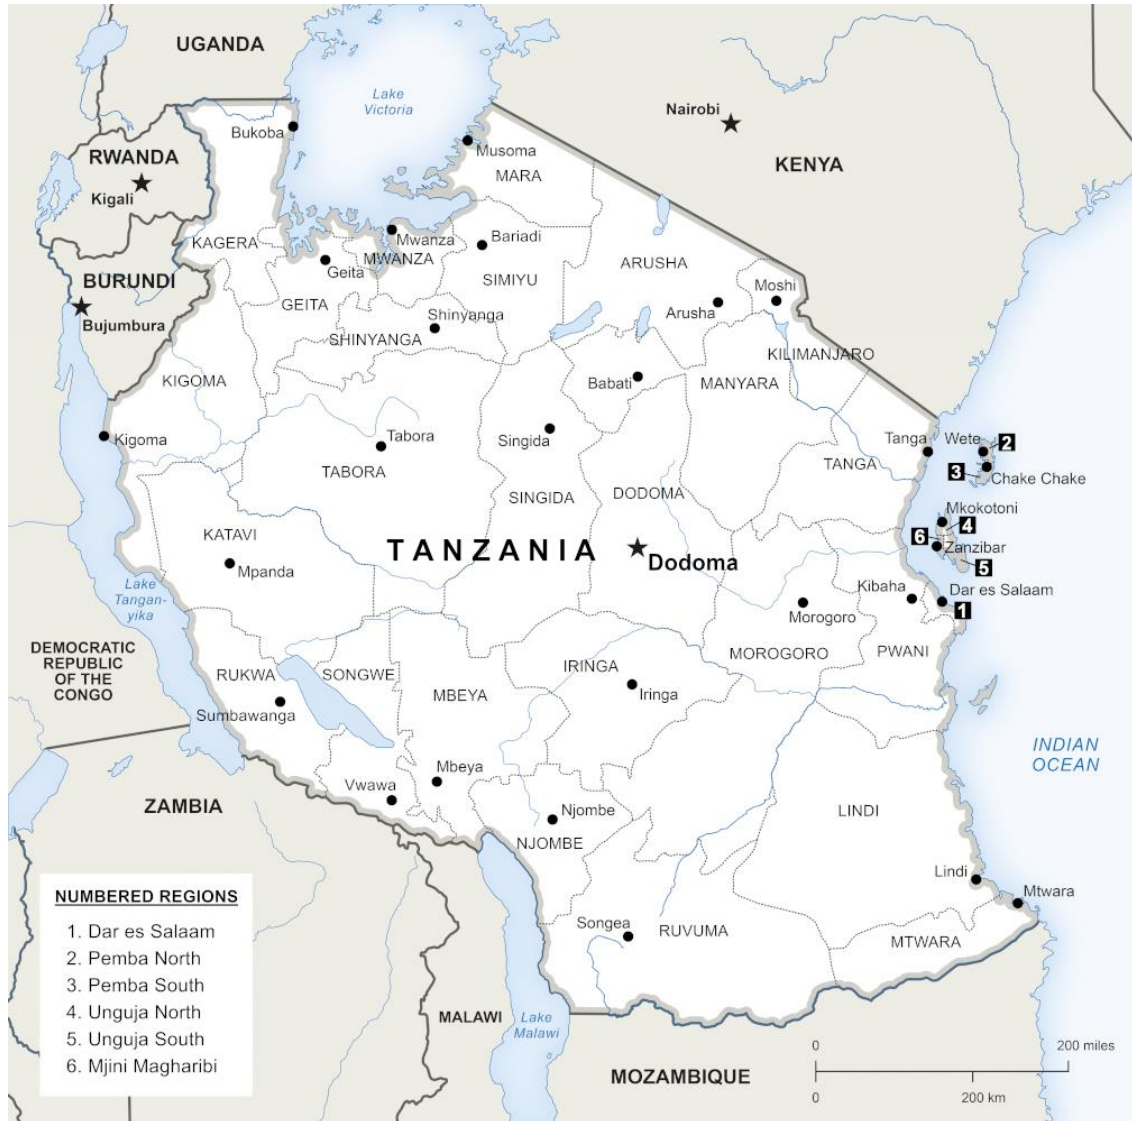 UGANDA
Lake
Victoria
Nairobi
Bukoba
Musoma
RWANDA
KENYA
MARA
Kigali
Mwanza
Bariadi
KAGERA
MWANZA
Geita
ARUSHA
BURUNDI
SIMIYU
Moshi
GEITA
Arusha
Shinyanga
Bujumbura
SHINYANGA
KILIMANJARO
KIGOMA
Babati
MANYARA
Kigoma
Tabora
Singida
Tanga
Wete
2
TABORA
TANGA
3
Chake Chake
SINGIDA
DODOMA
Mkokotoni
4
KATAVI
6
Zanzibar
TANZANIA
Dodoma
Mpanda
5
Lake
Tangan-
yika
Kibaha
Dar es Salaam
1
Morogoro
DEMOCRATIC
REPUBLIC
OF THE
CONGO
MOROGORO
PWANI
IRINGA
RUKWA
SONGWE
MBEYA
Iringa
Sumbawanga
INDIAN
OCEAN
Mbeya
Vwawa
ZAMBIA
Njombe
LINDI
NJOMBE
Lindi
Mtwara
NUMBERED REGIONS
1. Dar es Salaam
2. Pemba North
3. Pemba South
4. Unguja North
5. Unguja South
6. Mjini Magharibi
Songea
RUVUMA
MTWARA
MALAWI
Lake
Malawi
MOZAMBIQUE
0
200 miles
0
200 km